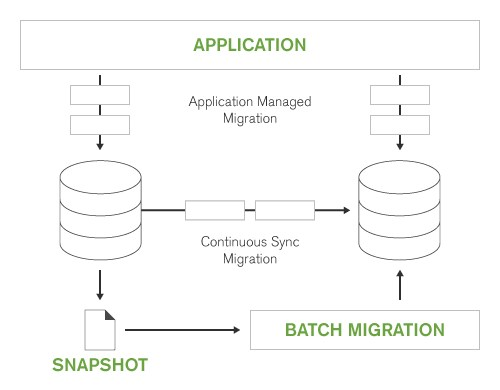 APPLICATION
Application Managed
Migration
Continuous Sync
Migration
BATCH MIGRATION
SNAPSHOT